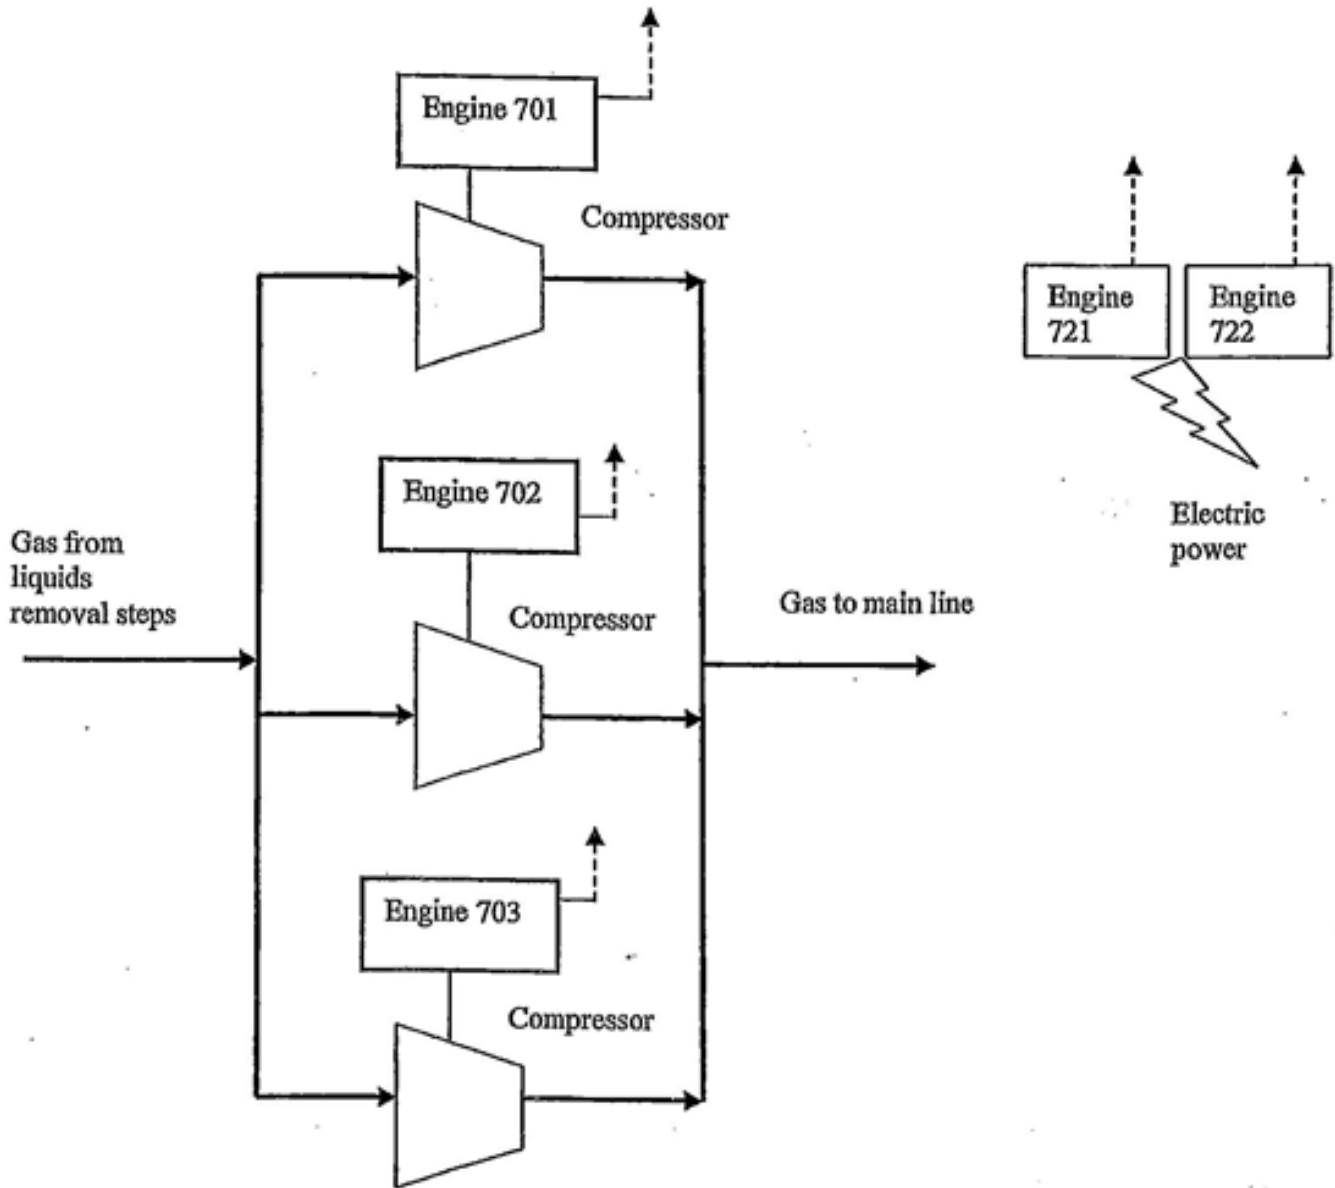 Engine 701
Compressor
Engine
721
Engine
722
Engine 702
Electric
power
Gas from
liquids
removal steps
Compressor
Gas to main line
Engine 703
Compressor